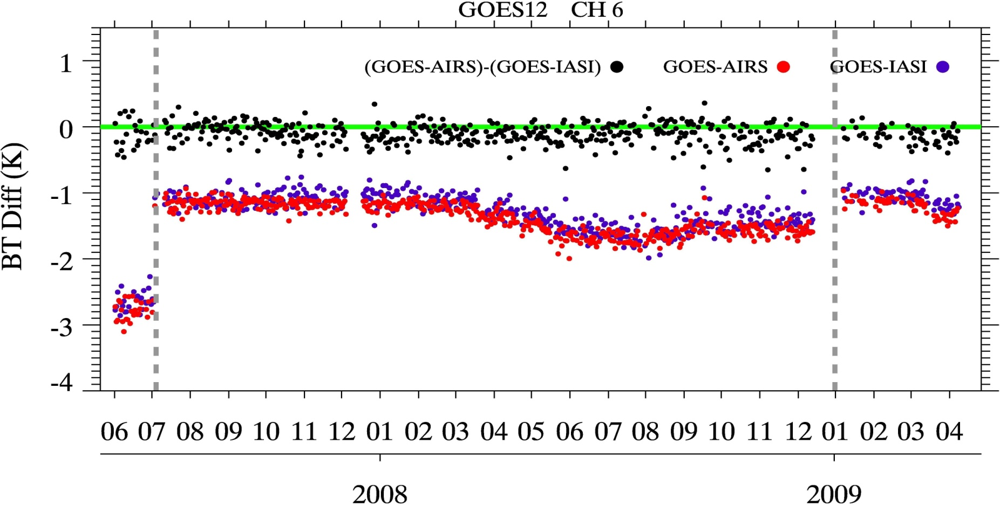 GOES12 CH 6
(GOES-AIRS)-(GOES-IASI) GOES-AIRS GOES-IASI
BT Diff (K)
1
0
-1
-2
-3
-4
06 07 08 09 10 11 12 01 02 03 04 05 06 07 08 09 10 11 12 01 02 03 04
2008 2009